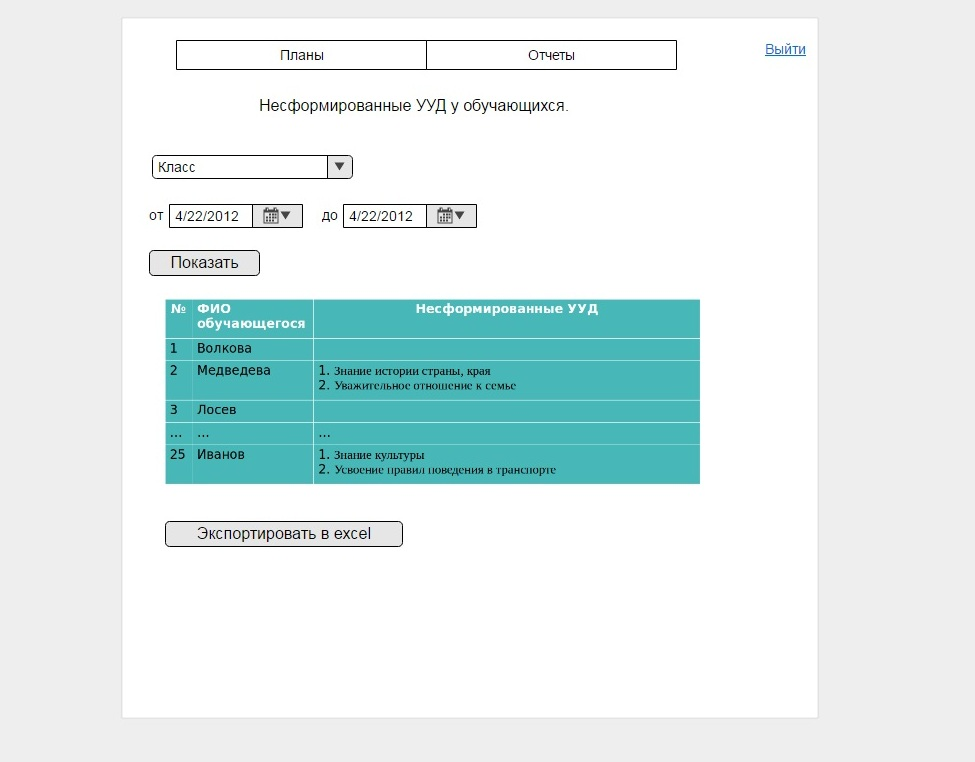 Планы Отчеты Выйти
Несформированные УУД у обучающихся.
Класс
от 4/22/2012 до 4/22/2012
Показать
№ ФИО обучающегося Несформированные УУД
1 Волкова
2 Медведева 1. Знание истории страны, края
2. Уважительное отношение к семье
3 Лосев
... ... ...
25 Иванов 1. Знание культуры
2. Усвоение правил поведения в транспорте
Экспортировать в excel